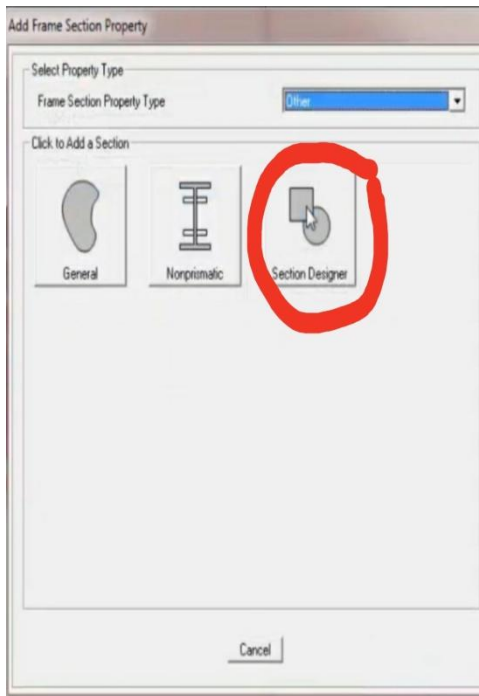 Add Frame Section Property
Select Property Type
Frame Section Property Type
Other
Click to Add a Section
General
Nonprismatic
Section Designer
Cancel